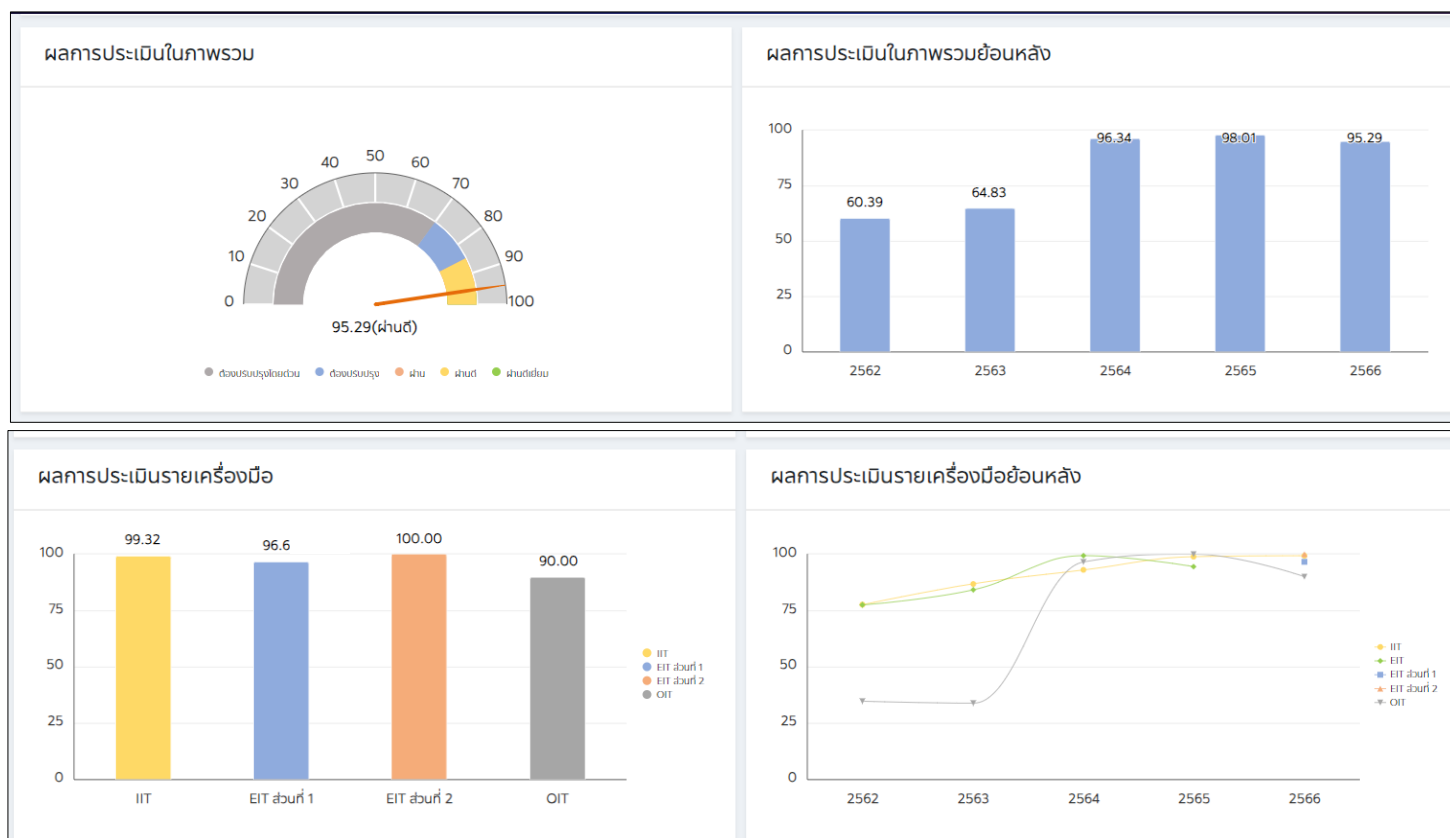 ผลการประเมินในภาพรวม
0
10
20
30
40
50
60
70
80
90
100
95.29(ผ่านดี)
ต้องปรับปรุงโดยด่วน ต้องปรับปรุง ผ่าน ผ่านดี ผ่านดีเยี่ยม
ผลการประเมินในภาพรวมย้อนหลัง
100
75
50
25
0
60.39
64.83
96.34
98.01
95.29
2562 2563 2564 2565 2566
ผลการประเมินรายเครื่องมือ
100
75
50
25
0
99.32
96.6
100.00
90.00
IIT EIT ส่วนที่ 1 EIT ส่วนที่ 2 OIT
IIT
EIT ส่วนที่ 1
EIT ส่วนที่ 2
OIT
ผลการประเมินรายเครื่องมือย้อนหลัง
100
75
50
25
0
2562 2563 2564 2565 2566
IIT
EIT
EIT ส่วนที่ 1
EIT ส่วนที่ 2
OIT